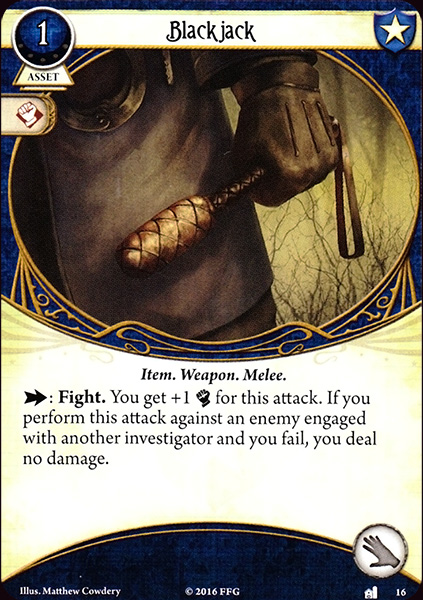 1
Blackjack
ASSET
Item. Weapon. Melee.
: Fight. You get +1 for this attack. If you
perform this attack against an enemy engaged
with another investigator and you fail, you deal
no damage.
Illus. Matthew Cowdery
© 2016 FFG
16